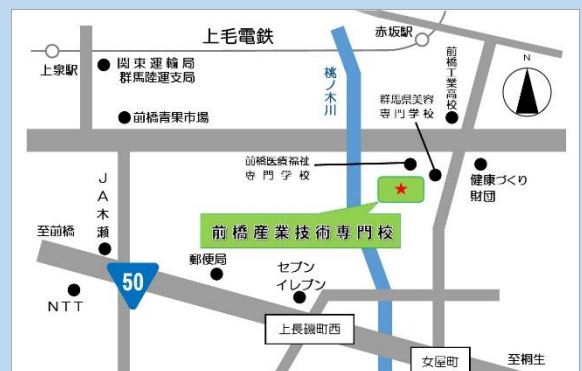 上毛電鉄
赤坂駅
上泉駅
関東運輸局
群馬陸運支局
桃ノ木川
前橋工業高校
N
群馬県美容
専門学校
前橋青果市場
前橋医療福祉
専門学校
健康づくり
財団
JA木瀬
至前橋
前橋産業技術専門校
郵便局
セブン
イレブン
50
NTT
上長磯町西
女屋町
至桐生